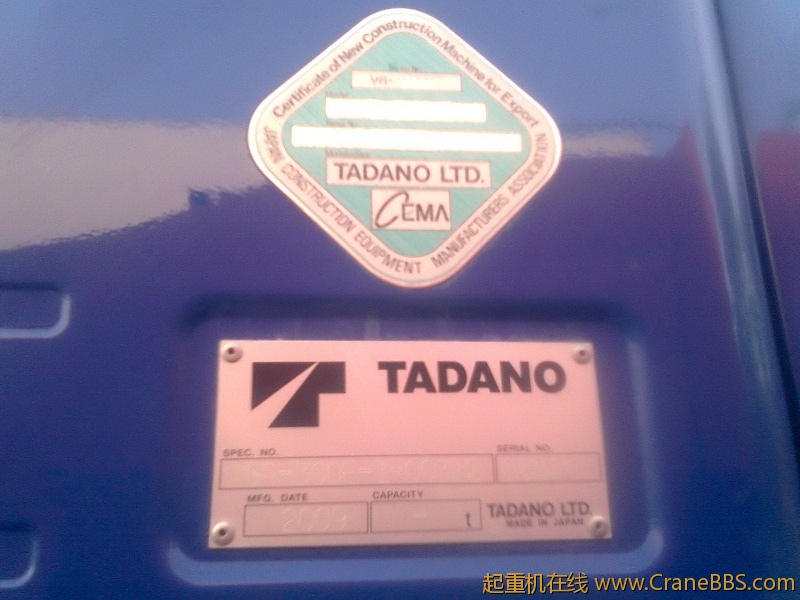 Certificate of New Construction Machine for Export
TADANO LTD.
CEMA
JAPAN CONSTRUCTION EQUIPMENT MANUFACTURERS ASSOCIATION
TADANO
SPEC. NO.
SERIAL NO.
MFG. DATE
CAPACITY
2009
t
TADANO LTD.
MADE IN JAPAN
起重机在线 www.CraneBBS.com